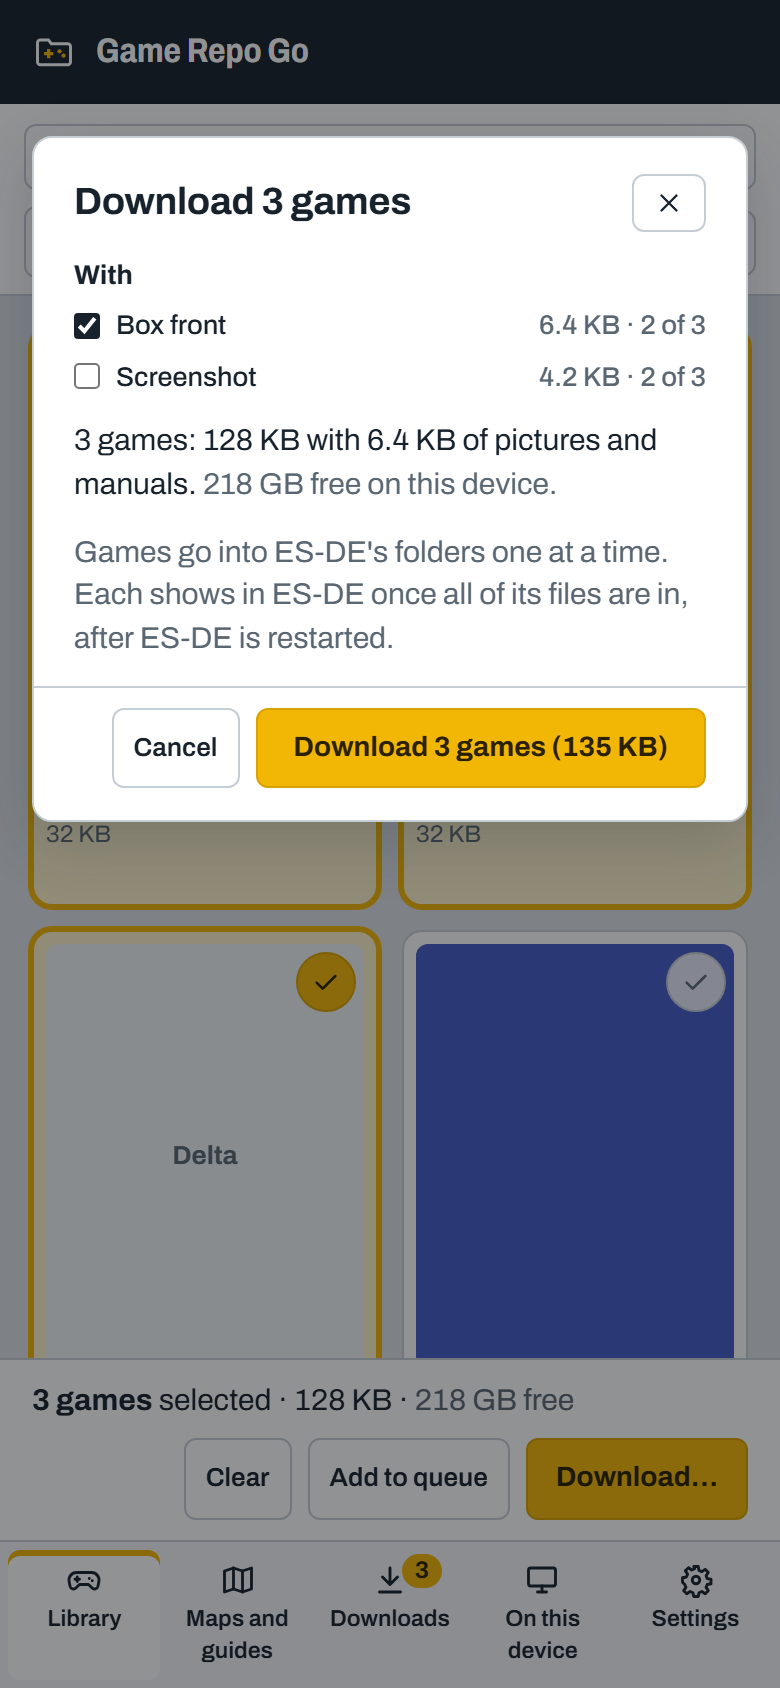 Game Repo Go
Download 3 games
With
Box front
6.4 KB · 2 of 3
Screenshot
4.2 KB · 2 of 3
3 games: 128 KB with 6.4 KB of pictures and
manuals. 218 GB free on this device.
Games go into ES-DE's folders one at a time.
Each shows in ES-DE once all of its files are in,
after ES-DE is restarted.
Cancel
Download 3 games (135 KB)
32 KB
32 KB
Delta
3 games selected · 128 KB · 218 GB free
Clear
Add to queue
Download...
3
Library
Maps and
guides
Downloads
On this
device
Settings